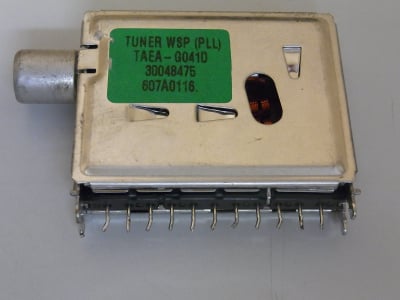 TUNER WSP (PLL)
TAEA-G041D
30048475
607A0116.